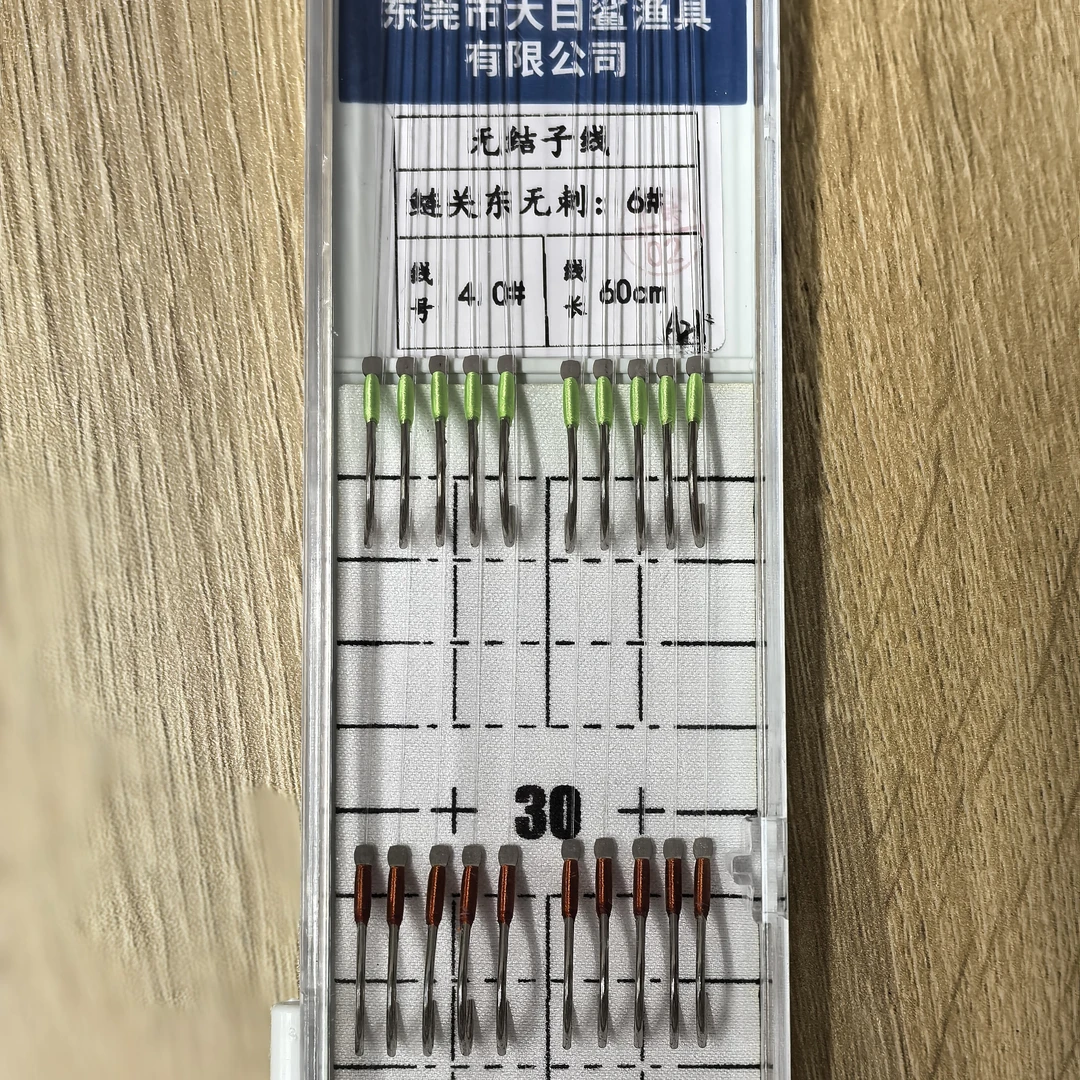 东莞市大白鲨渔具
有限公司
无结子线
鲢关东无刺：6#
线号 4.0# 线长 60cm
02
30